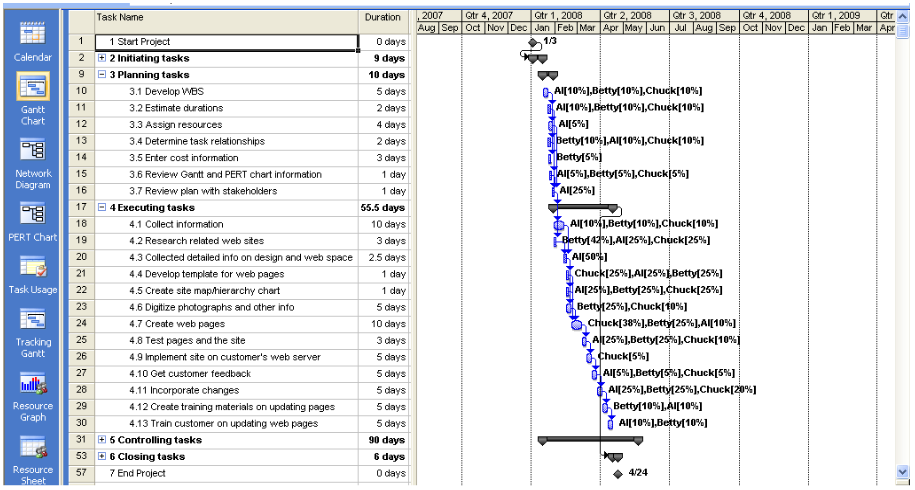 Task Name Duration , 2007 Qtr 4, 2007 Qtr 1, 2008 Qtr 2, 2008 Qtr 3, 2008 Qtr 4, 2008 Qtr 1, 2009 Qtr
Aug Sep Oct Nov Dec Jan Feb Mar Apr May Jun Jul Aug Sep Oct Nov Dec Jan Feb Mar Apr
1 1 Start Project 0 days 1/3
2 2 Initiating tasks 9 days
9 3 Planning tasks 10 days
10 3.1 Develop WBS 5 days Al[10%],Betty[10%],Chuck[10%]
11 3.2 Estimate durations 2 days Al[10%],Betty[10%],Chuck[10%]
12 3.3 Assign resources 4 days Al[5%]
13 3.4 Determine task relationships 2 days Betty[10%],Al[10%],Chuck[10%]
14 3.5 Enter cost information 3 days Betty[5%]
15 3.6 Review Gantt and PERT chart information 1 day Al[5%],Betty[5%],Chuck[5%]
16 3.7 Review plan with stakeholders 1 day Al[25%]
17 4 Executing tasks 55.5 days
18 4.1 Collect information 10 days Al[10%],Betty[10%],Chuck[10%]
19 4.2 Research related web sites 3 days Betty[42%],Al[25%],Chuck[25%]
20 4.3 Collected detailed info on design and web space 2.5 days Al[50%]
21 4.4 Develop template for web pages 1 day Chuck[25%],Al[25%],Betty[25%]
22 4.5 Create site map/hierarchy chart 1 day Al[25%],Betty[25%],Chuck[25%]
23 4.6 Digitize photographs and other info 5 days Betty[25%],Chuck[10%]
24 4.7 Create web pages 10 days Chuck[38%],Betty[25%],Al[10%]
25 4.8 Test pages and the site 3 days Al[25%],Betty[25%],Chuck[10%]
26 4.9 Implement site on customer's web server 5 days Chuck[5%]
27 4.10 Get customer feedback 5 days Al[5%],Betty[5%],Chuck[5%]
28 4.11 Incorporate changes 5 days Al[25%],Betty[25%],Chuck[20%]
29 4.12 Create training materials on updating pages 5 days Betty[10%],Al[10%]
30 4.13 Train customer on updating web pages 5 days Al[10%],Betty[10%]
31 5 Controlling tasks 90 days
53 6 Closing tasks 6 days
57 7 End Project 0 days 4/24
Calendar
Gantt
Chart
Network
Diagram
PERT Chart
Task Usage
Tracking
Gantt
Resource
Graph
Resource
Sheet